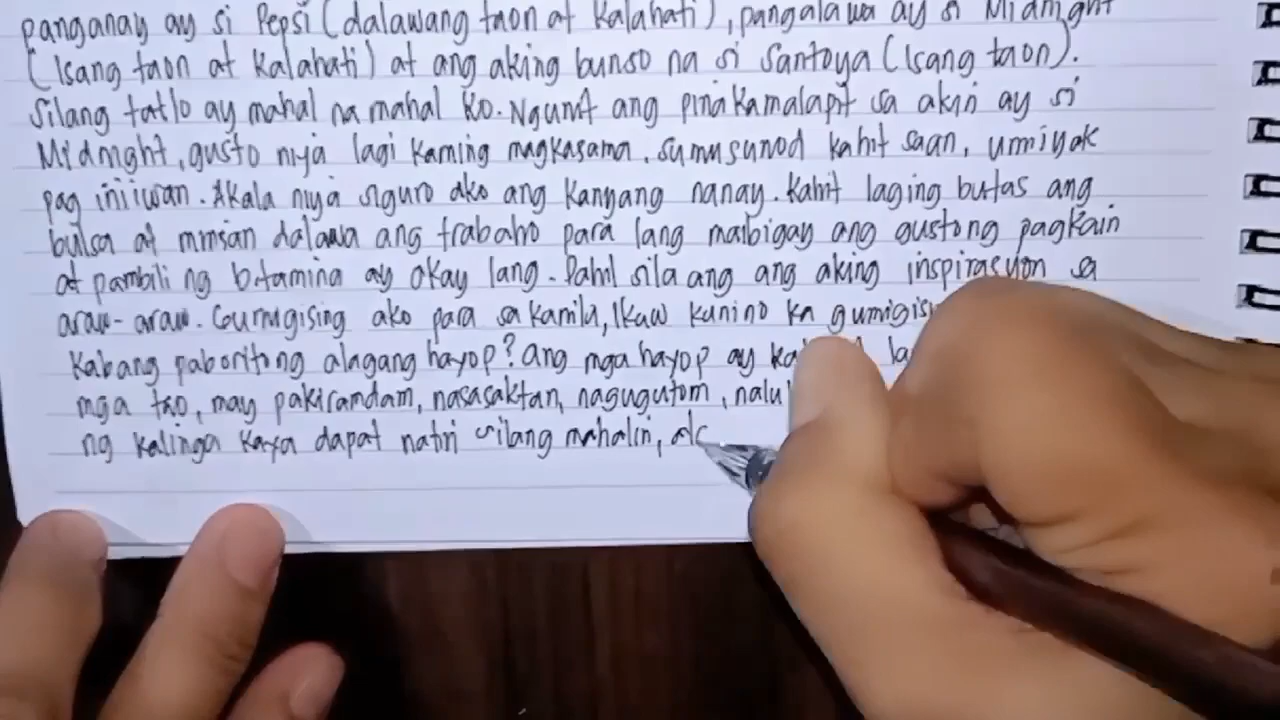 panganay ay si Pepsi (dalawang taon at kalahati), pangalawa ay si Midnight
(Isang taon at kalahati) at ang aking bunso na si Santoya (Isang taon).
Silang tatlo ay mahal na mahal ko. Ngunit ang pinakamalapit sa akin ay si
Midnight, gusto niya lagi kaming magkasama. sumusunod kahit saan, umiiyak
pag iniiwan. Akala niya siguro ako ang kanyang nanay. kahit laging butas ang
bulsa at minsan dalawa ang trabaho para lang maibigay ang gustong pagkain
at pambili ng bitamina ay okay lang. Dahil sila ang ang aking inspirasyon sa
araw-araw. Gumigising ako para sa kanila, Ikaw kunino ka
kabang paboritong alagang hayop? ang mga hayop ay
mga tao, may pakiramdam, nasasaktan, nagugutom,
ng kalinga kaya dapat natin silang mahalin,